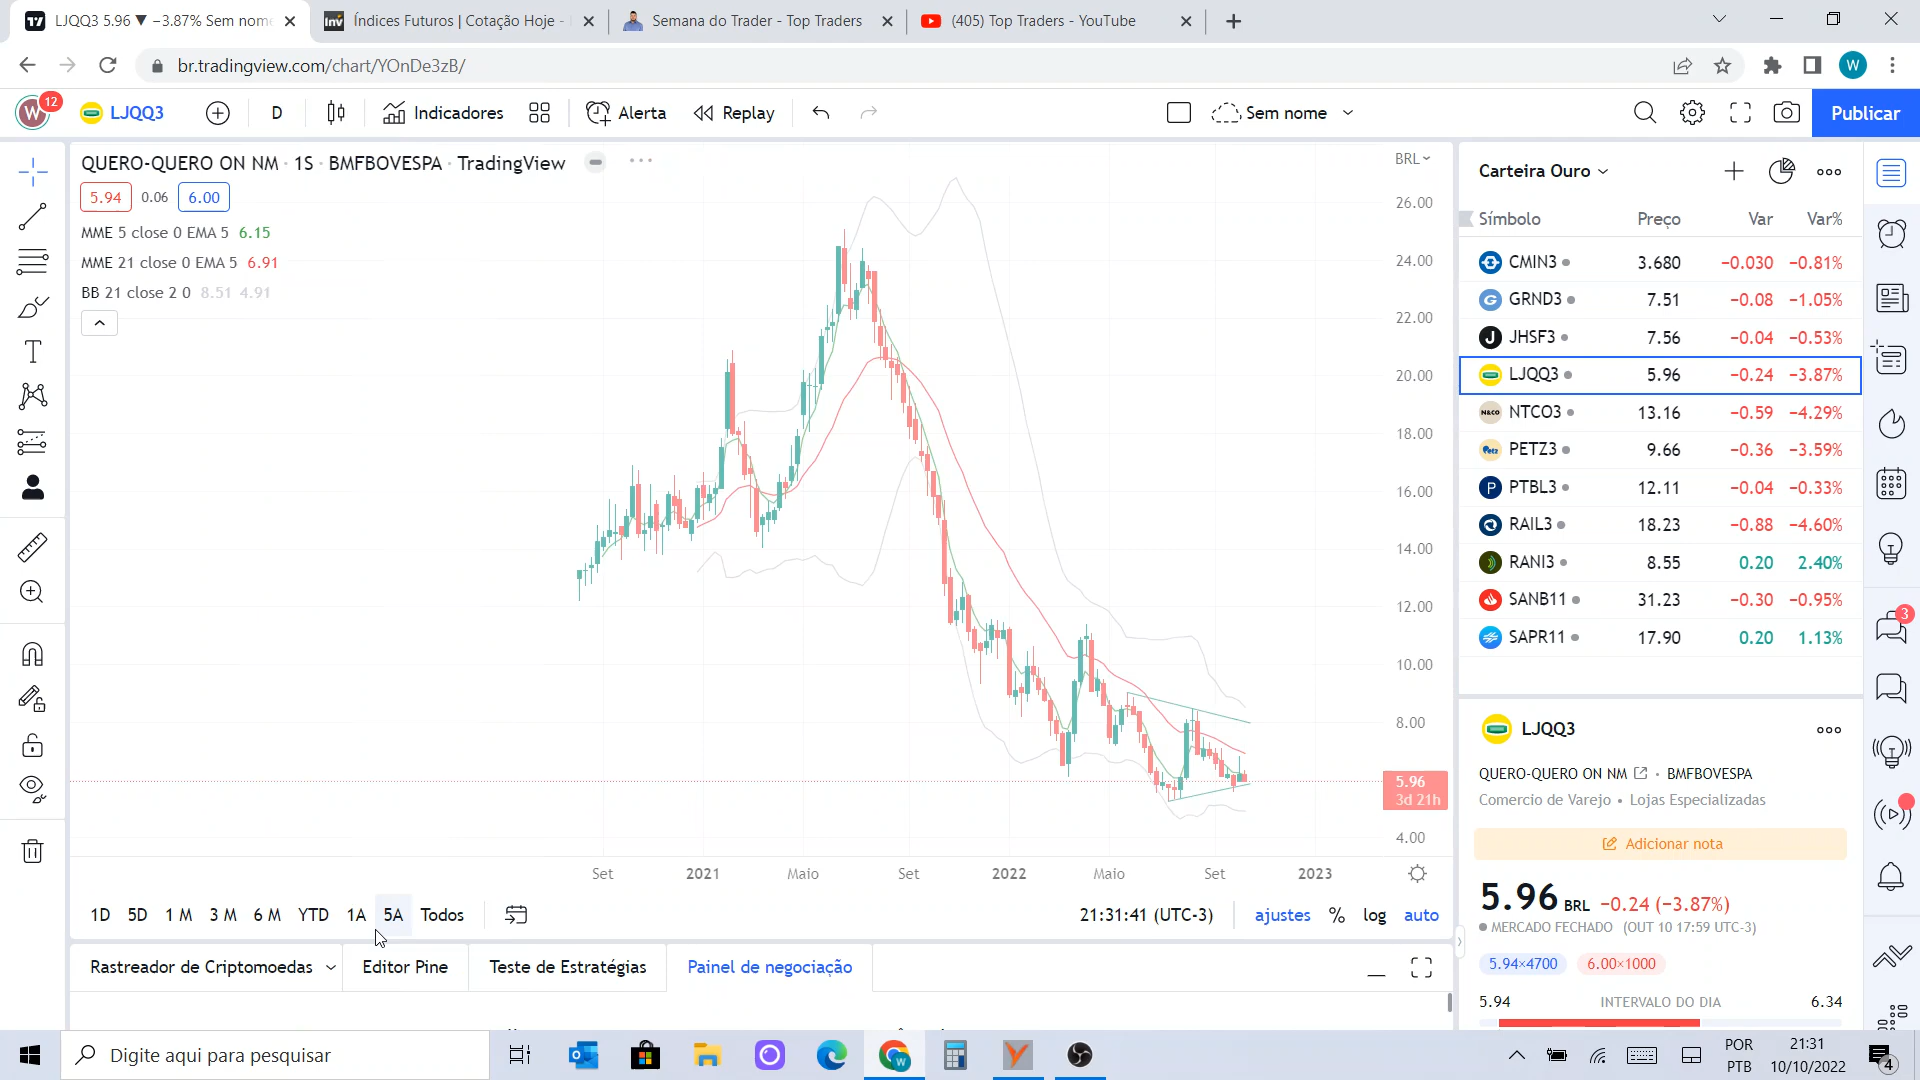 LJQQ3 5.96 ▼ −3.87% Sem nome
Índices Futuros | Cotação Hoje -
Semana do Trader - Top Traders
(405) Top Traders - YouTube
br.tradingview.com/chart/YOnDe3zB/
W
W
12
LJQQ3
D
Indicadores
Alerta
Replay
Sem nome
Publicar
QUERO-QUERO ON NM · 1S · BMFBOVESPA · TradingView
BRL
5.94 0.06 6.00
MME 5 close 0 EMA 5 6.15
MME 21 close 0 EMA 5 6.91
BB 21 close 2 0 8.51 4.91
26.00
24.00
22.00
20.00
18.00
16.00
14.00
12.00
10.00
8.00
5.96
3d 21h
4.00
Set 2021 Maio Set 2022 Maio Set 2023
1D 5D 1 M 3 M 6 M YTD 1A 5A Todos
21:31:41 (UTC-3) ajustes % log auto
Rastreador de Criptomoedas Editor Pine Teste de Estratégias Painel de negociação
Carteira Ouro
Símbolo Preço Var Var%
CMIN3 3.680 −0.030 −0.81%
GRND3 7.51 −0.08 −1.05%
JHSF3 7.56 −0.04 −0.53%
LJQQ3 5.96 −0.24 −3.87%
NTCO3 13.16 −0.59 −4.29%
PETZ3 9.66 −0.36 −3.59%
PTBL3 12.11 −0.04 −0.33%
RAIL3 18.23 −0.88 −4.60%
RANI3 8.55 0.20 2.40%
SANB11 31.23 −0.30 −0.95%
SAPR11 17.90 0.20 1.13%
3
LJQQ3
QUERO-QUERO ON NM · BMFBOVESPA
Comercio de Varejo • Lojas Especializadas
Adicionar nota
5.96 BRL −0.24 (−3.87%)
MERCADO FECHADO (OUT 10 17:59 UTC-3)
5.94×4700 6.00×1000
5.94 INTERVALO DO DIA 6.34
Digite aqui para pesquisar
POR
PTB
21:31
10/10/2022
4